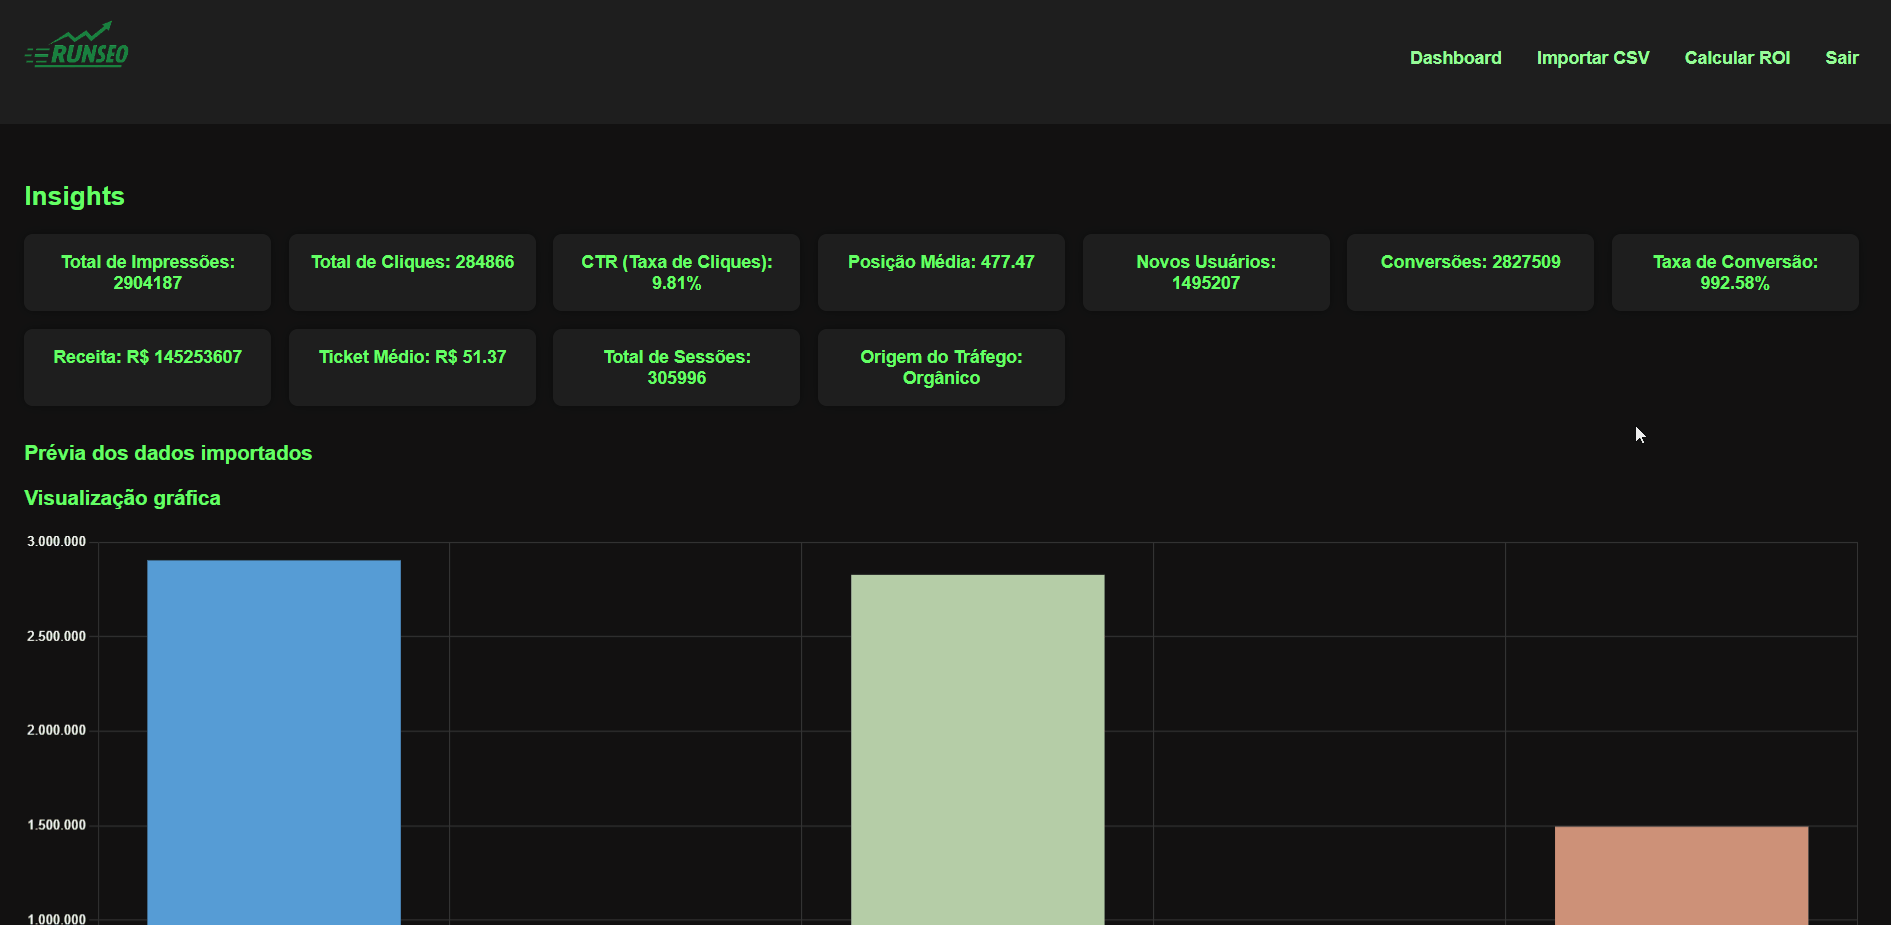 RUNSEO
Dashboard
Importar CSV
Calcular ROI
Sair
Insights
Total de Impressões:
2904187
Total de Cliques: 284866
CTR (Taxa de Cliques):
9.81%
Posição Média: 477.47
Novos Usuários:
1495207
Conversões: 2827509
Taxa de Conversão:
992.58%
Receita: R$ 145253607
Ticket Médio: R$ 51.37
Total de Sessões:
305996
Origem do Tráfego:
Orgânico
Prévia dos dados importados
Visualização gráfica
3.000.000
2.500.000
2.000.000
1.500.000
1.000.000